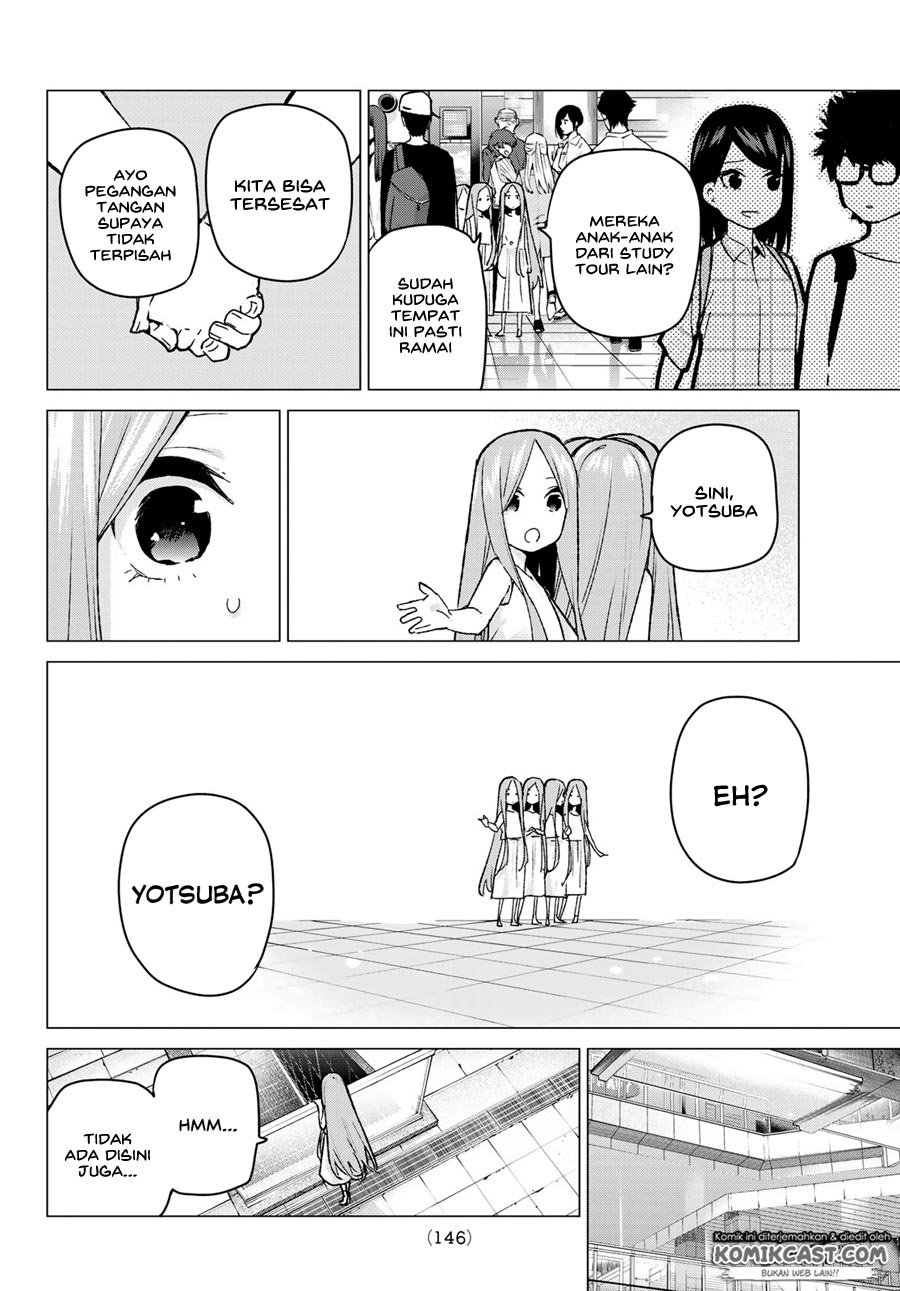 MEREKA
ANAK-ANAK
DARI STUDY
TOUR LAIN?
SUDAH
KUDUGA
TEMPAT
INI PASTI
RAMAI
KITA BISA
TERSESAT
AYO
PEGANGAN
TANGAN
SUPAYA
TIDAK
TERPISAH
SINI,
YOTSUBA
EH?
YOTSUBA?
HMM...
TIDAK
ADA DISINI
JUGA...
(146)
Komik ini diterjemahkan & diedit oleh
KOMIKCAST.COM
BUKAN WEB LAIN!!